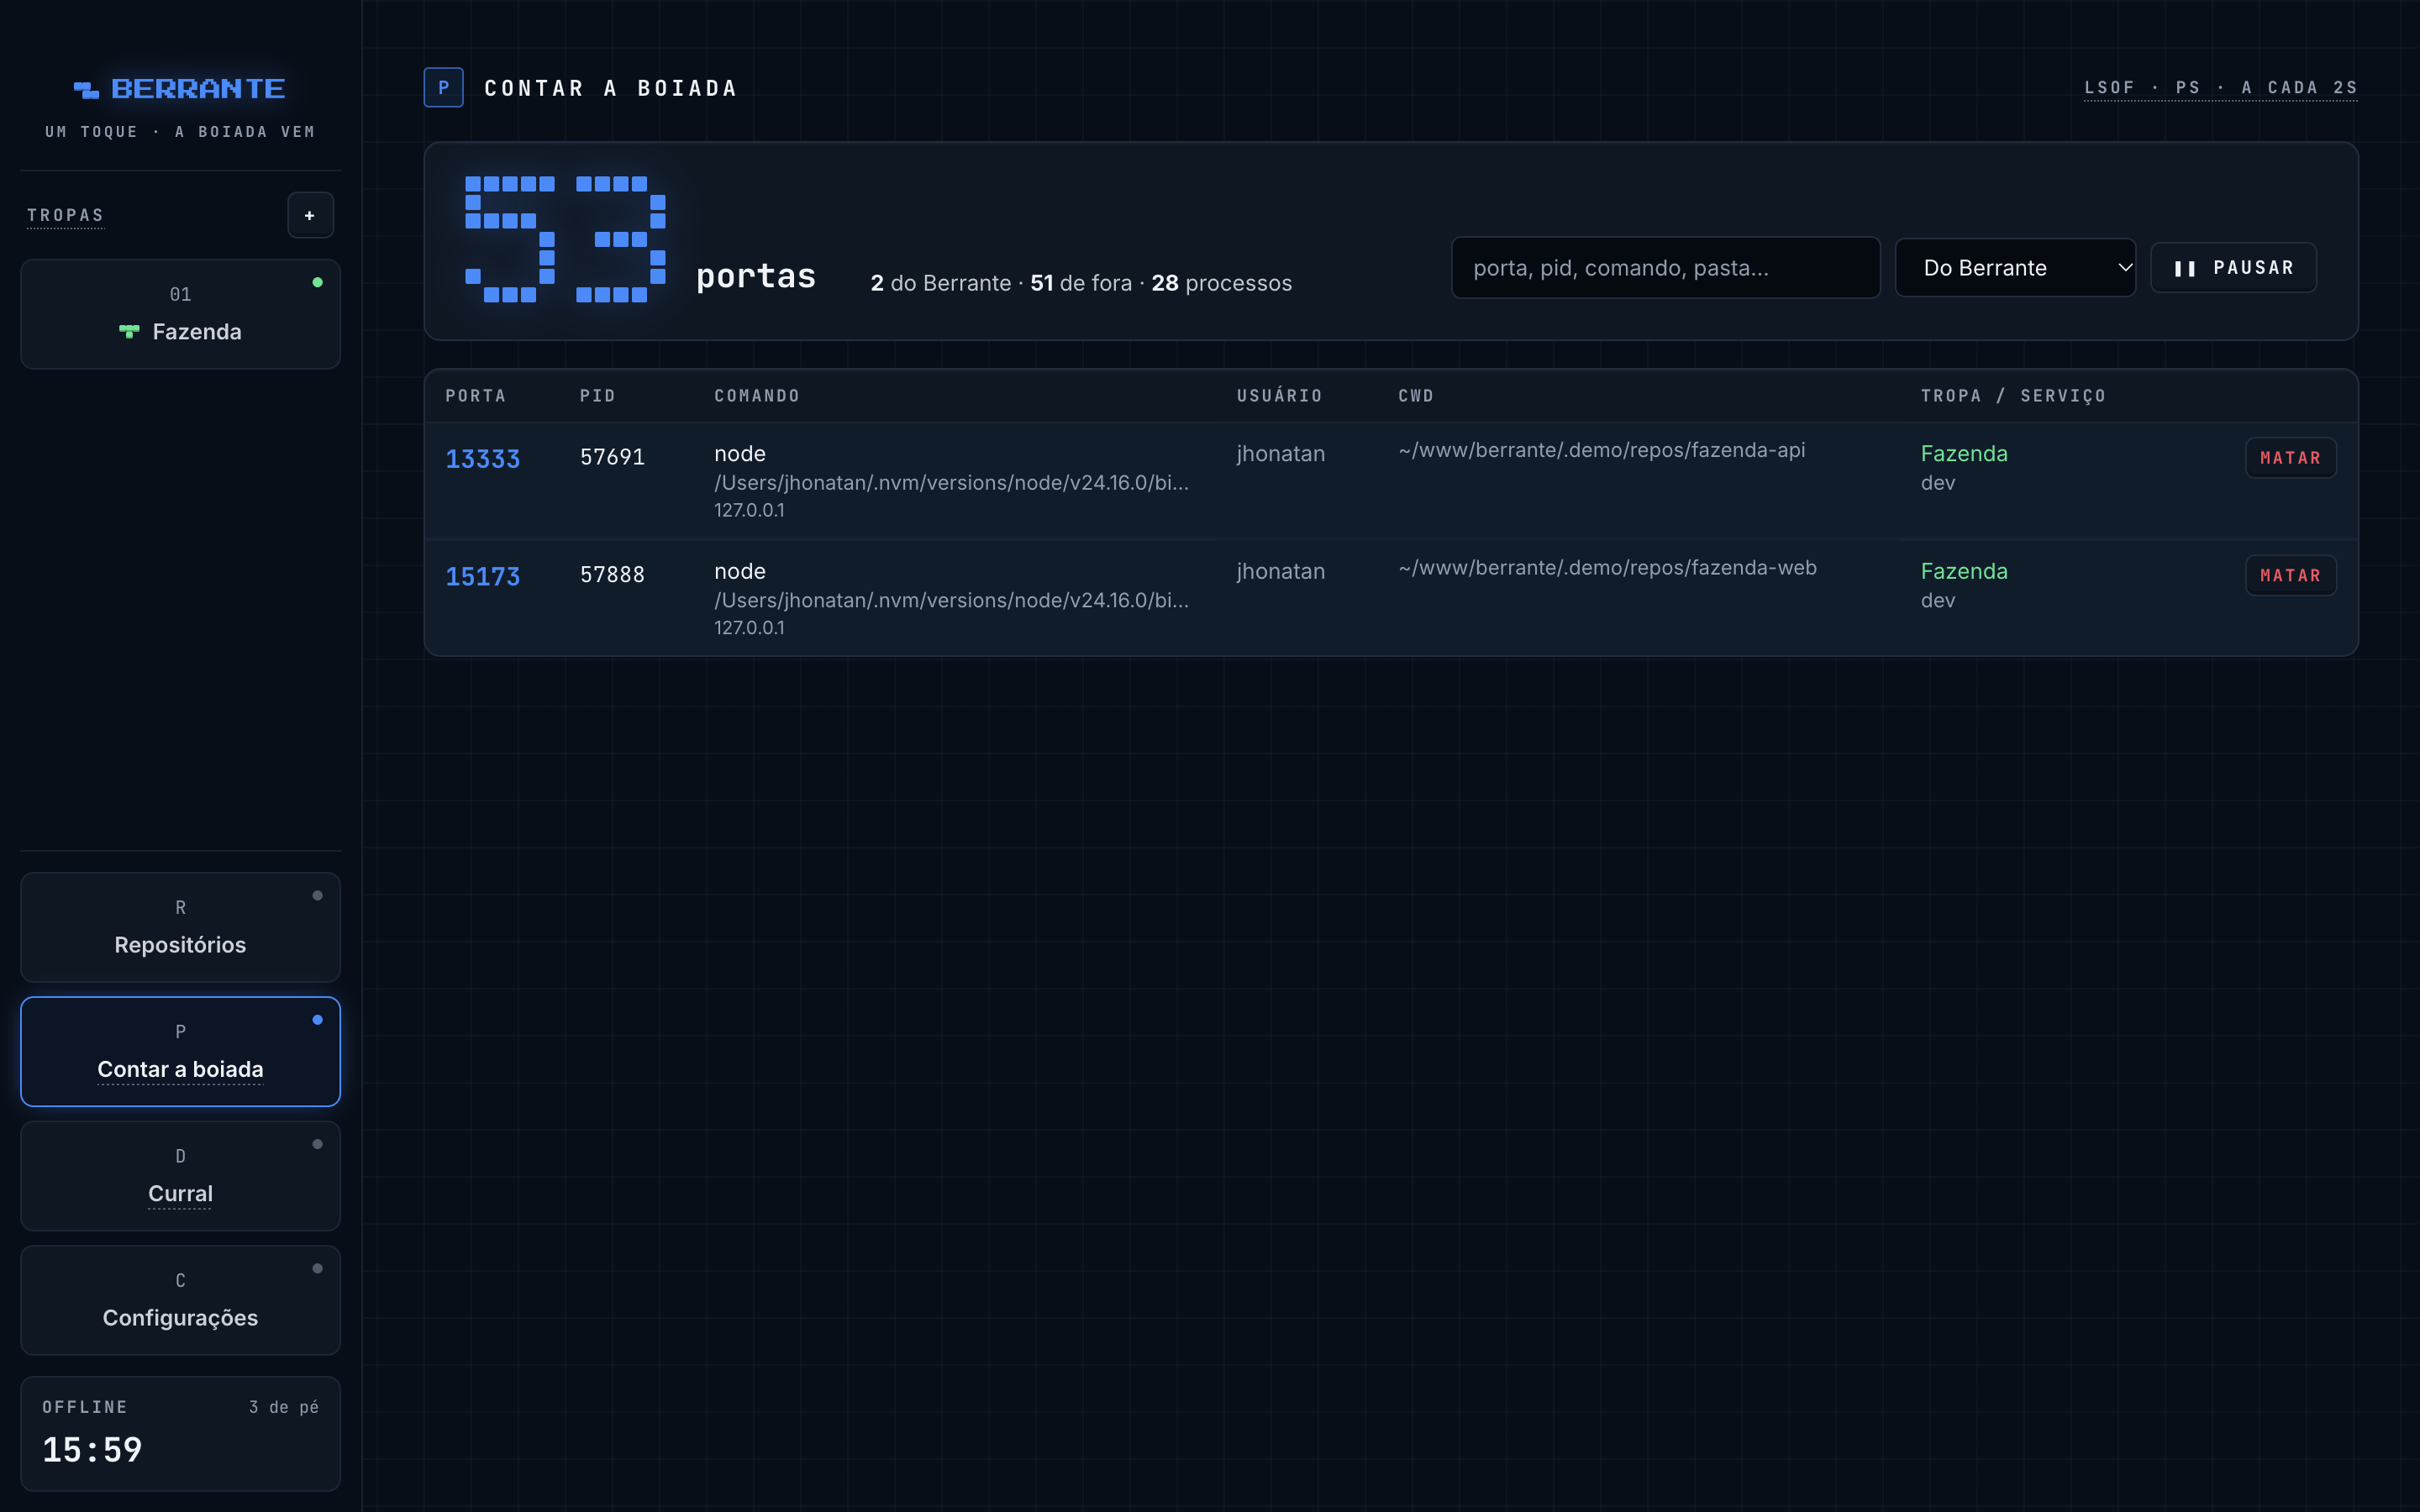 BERRANTE
UM TOQUE · A BOIADA VEM
TROPAS
+
01
Fazenda
R
Repositórios
P
Contar a boiada
D
Curral
C
Configurações
OFFLINE 3 de pé
15:59
P CONTAR A BOIADA LSOF · PS · A CADA 2S
53 portas 2 do Berrante · 51 de fora · 28 processos porta, pid, comando, pasta... Do Berrante PAUSAR
PORTA PID COMANDO USUÁRIO CWD TROPA / SERVIÇO
13333 57691 node jhonatan ~/www/berrante/.demo/repos/fazenda-api Fazenda MATAR
/Users/jhonatan/.nvm/versions/node/v24.16.0/bi... dev
127.0.0.1
15173 57888 node jhonatan ~/www/berrante/.demo/repos/fazenda-web Fazenda MATAR
/Users/jhonatan/.nvm/versions/node/v24.16.0/bi... dev
127.0.0.1